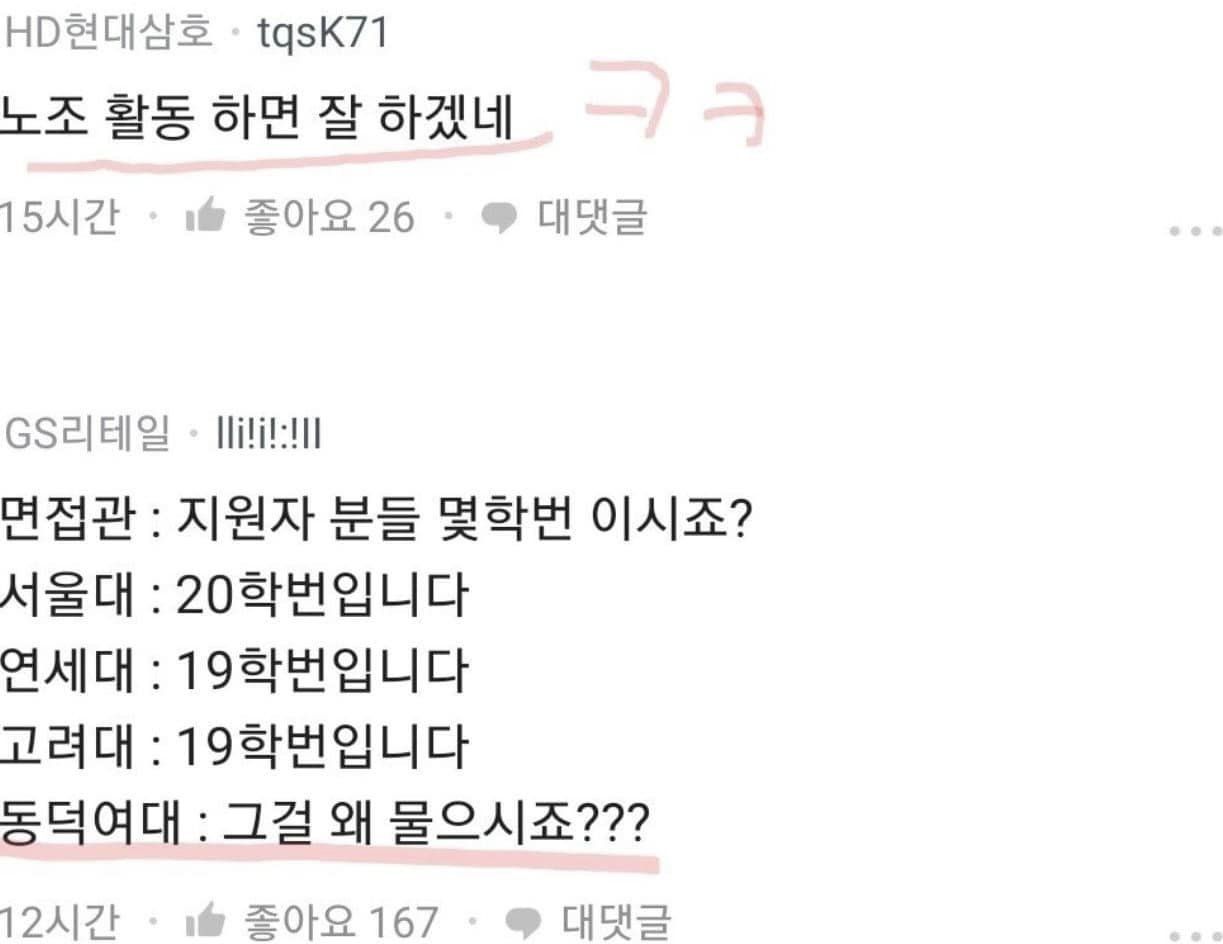 HD현대삼호 · tqsK71
노조 활동 하면 잘 하겠네 ㅋㅋ
15시간 · 좋아요 26 · 대댓글
GS리테일 · lli!i!:!II
면접관 : 지원자 분들 몇학번 이시죠?
서울대 : 20학번입니다
연세대 : 19학번입니다
고려대 : 19학번입니다
동덕여대 : 그걸 왜 물으시죠???
12시간 · 좋아요 167 · 대댓글